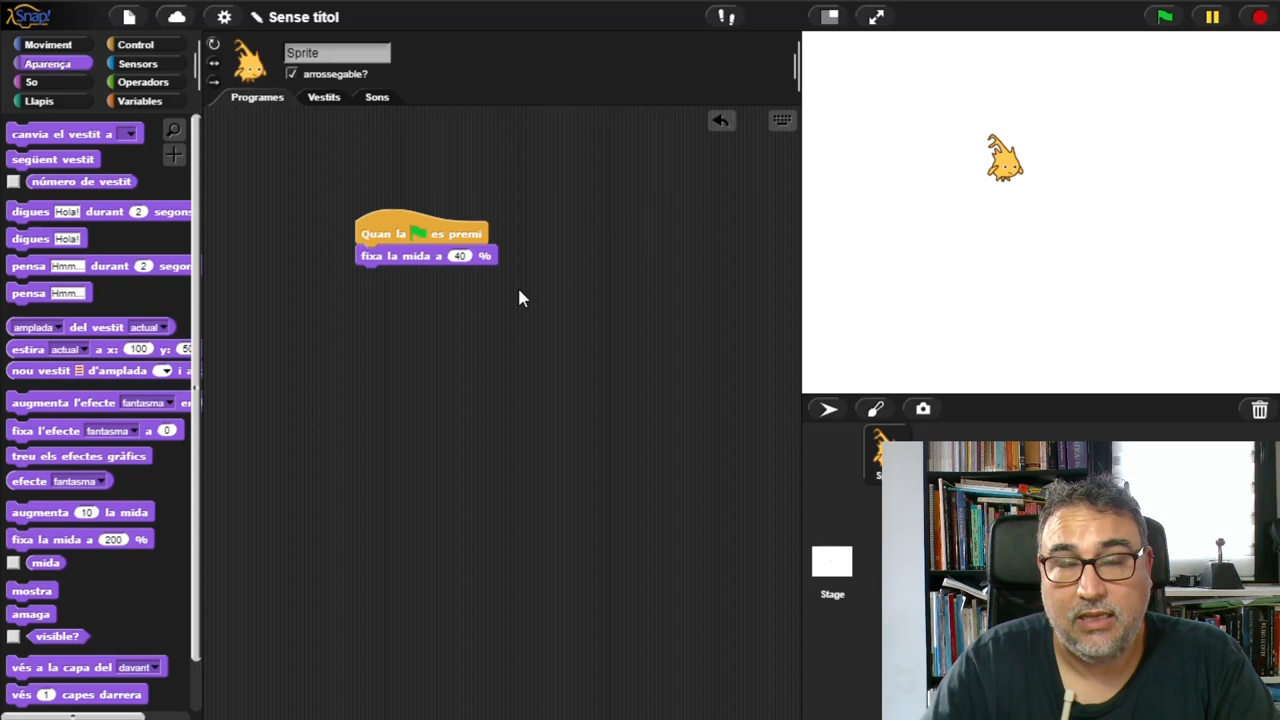 Snap!
Sense títol
Moviment
Control
Aparença
Sensors
So
Operadors
Llapis
Variables
Sprite
arrossegable?
Programes
Vestits
Sons
canvia el vestit a
següent vestit
número de vestit
digues Hola! durant 2 segons
digues Hola!
pensa Hmm... durant 2 segon
pensa Hmm...
amplada del vestit actual
estira actual a x: 100 y: 50
nou vestit d'amplada i a
augmenta l'efecte fantasma en
fixa l'efecte fantasma a 0
treu els efectes gràfics
efecte fantasma
augmenta 10 la mida
fixa la mida a 200 %
mida
mostra
amaga
visible?
vés a la capa del davant
vés 1 capes darrera
Quan la es premi
fixa la mida a 40 %
Stage